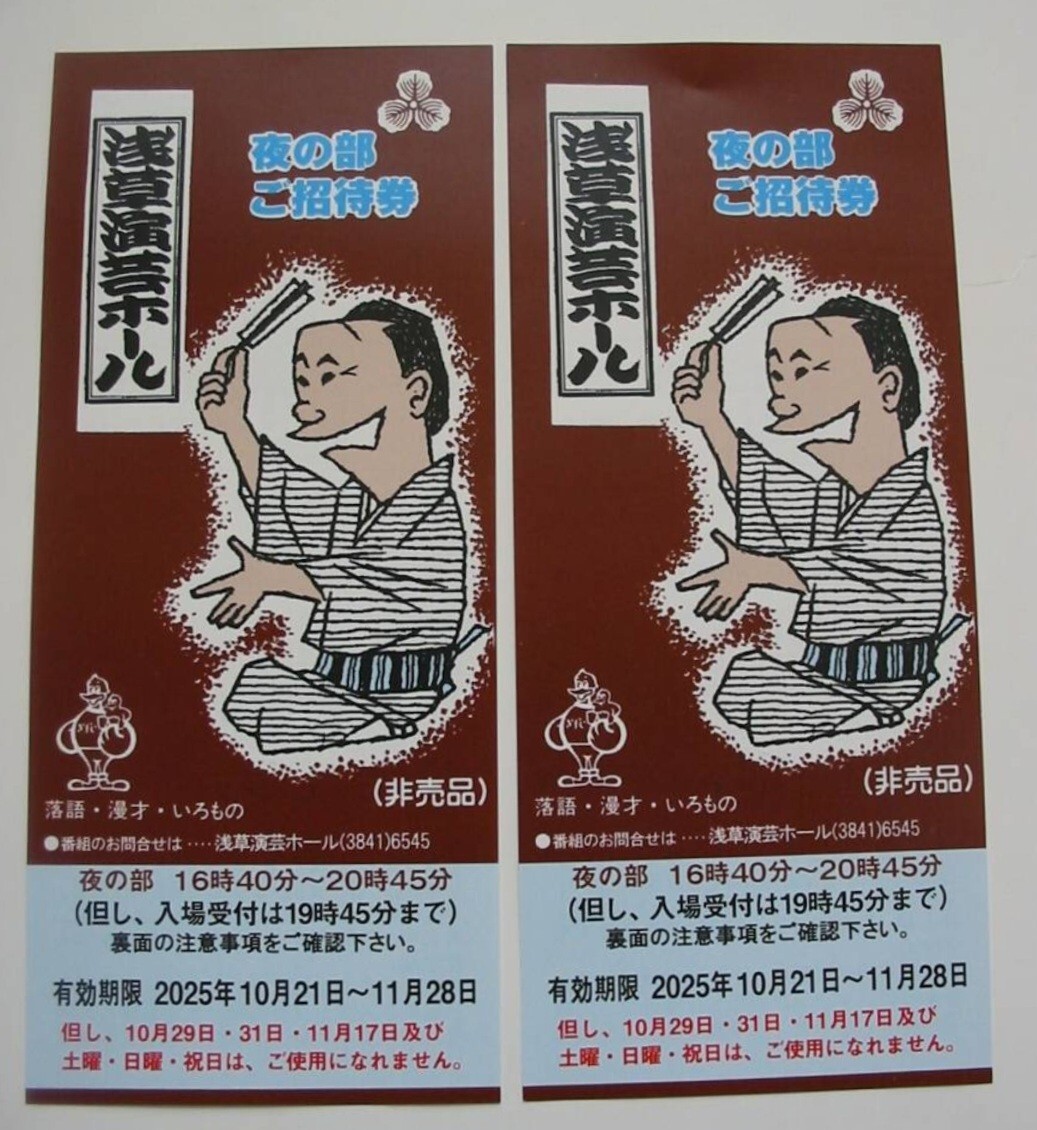 浅草演芸ホール
夜の部
ご招待券
(非売品)
落語・漫才・いろもの
●番組のお問合せは‥‥浅草演芸ホール(3841)6545
夜の部 16時40分～20時45分
(但し、入場受付は19時45分まで)
裏面の注意事項をご確認下さい。
有効期限 2025年10月21日～11月28日
但し、10月29日・31日・11月17日及び
土曜・日曜・祝日は、ご使用になれません。
浅草演芸ホール
夜の部
ご招待券
(非売品)
落語・漫才・いろもの
●番組のお問合せは‥‥浅草演芸ホール(3841)6545
夜の部 16時40分～20時45分
(但し、入場受付は19時45分まで)
裏面の注意事項をご確認下さい。
有効期限 2025年10月21日～11月28日
但し、10月29日・31日・11月17日及び
土曜・日曜・祝日は、ご使用になれません。